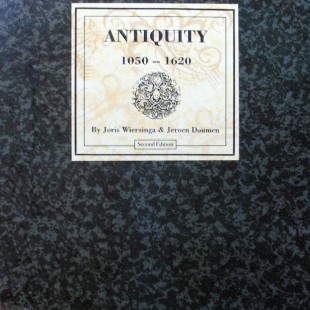 ANTIQUITY
1050 -- 1620
By Joris Wiersinga & Jeroen Doumen
Second Edition